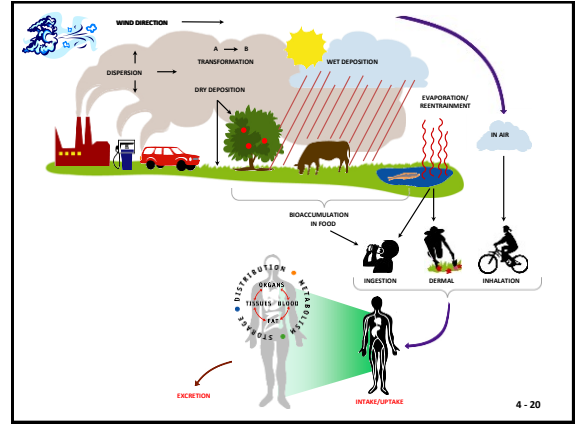 WIND DIRECTION
A B
TRANSFORMATION
WET DEPOSITION
DISPERSION
DRY DEPOSITION
EVAPORATION/
REENTRAINMENT
IN AIR
BIOACCUMULATION
IN FOOD
INGESTION
DERMAL
INHALATION
DISTRIBUTION
METABOLISM
STORAGE
ORGANS
TISSUES BLOOD
FAT
EXCRETION
INTAKE/UPTAKE
4 - 20